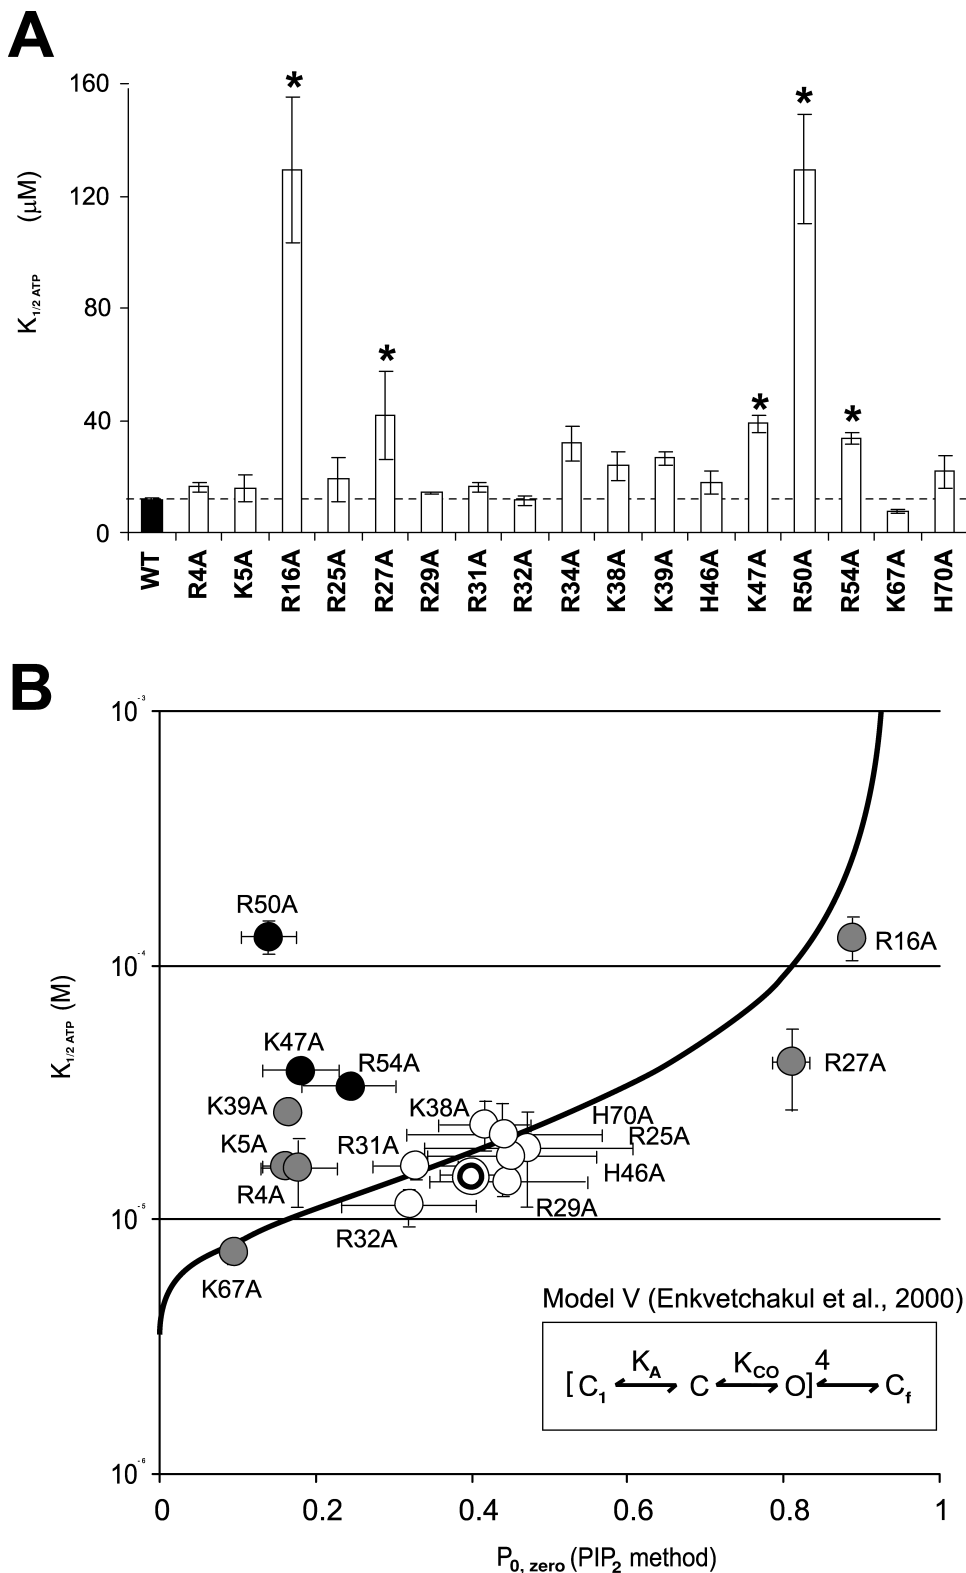 A
160
120
80
40
0
K1/2 ATP (μM)
* * * * *
WT R4A K5A R16A R25A R27A R29A R31A R32A R34A K38A K39A H46A K47A R50A R54A K67A H70A
B
10-3
10-4
10-5
10-6
K1/2 ATP (M)
R50A
R16A
K47A
R54A
R27A
K39A
K38A
H70A
K5A
R31A
R25A
R4A
H46A
R29A
R32A
K67A
Model V (Enkvetchakul et al., 2000)
[C1 KA C KCO O]4 Cf
0 0.2 0.4 0.6 0.8 1
P0, zero (PIP2 method)